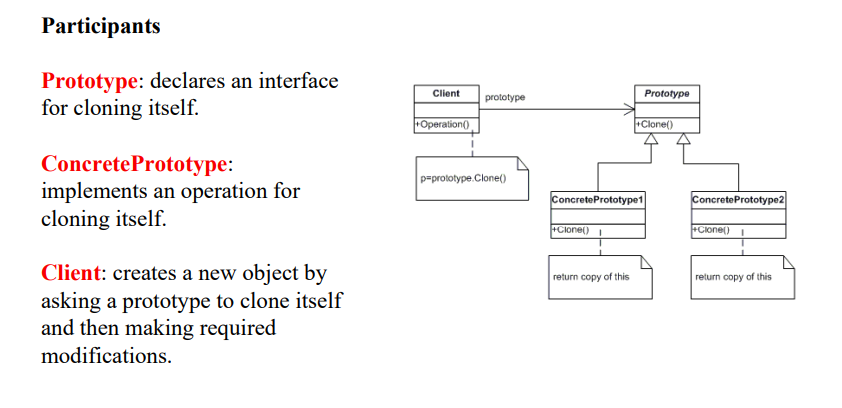 Participants
Prototype: declares an interface
for cloning itself.
ConcretePrototype:
implements an operation for
cloning itself.
Client: creates a new object by
asking a prototype to clone itself
and then making required
modifications.
Client
+Operation()
prototype
Prototype
+Clone()
p=prototype.Clone()
ConcretePrototype1
+Clone()
ConcretePrototype2
+Clone()
return copy of this
return copy of this